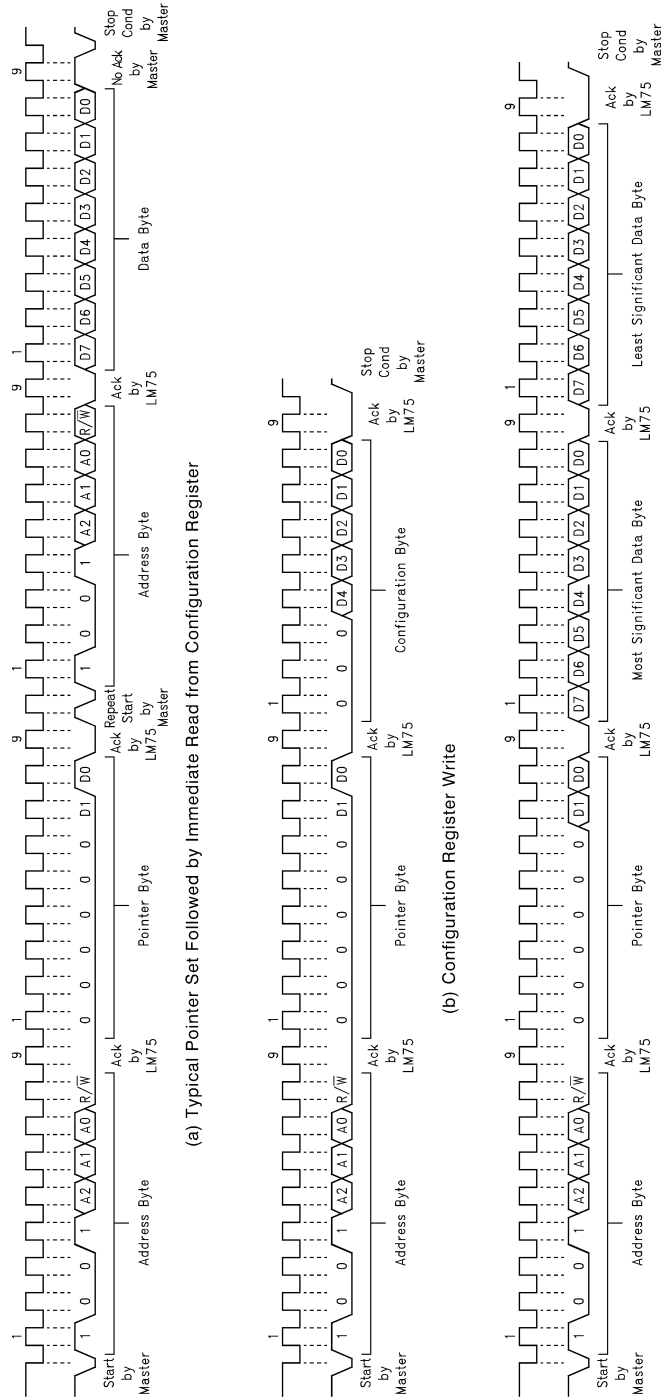 1 9 1 9 1 9 1 9
1 0 0 1 A2 A1 A0 R/W̅ 0 0 0 0 0 0 D1 D0 1 0 0 1 A2 A1 A0 R/W̅ D7 D6 D5 D4 D3 D2 D1 D0
Start
by
Master
Address Byte
Ack
by
LM75
Pointer Byte
Ack
by
LM75
Repeat
Start
by
Master
Address Byte
Ack
by
LM75
Data Byte
No Ack
by
Master
Stop
Cond
by
Master
(a) Typical Pointer Set Followed by Immediate Read from Configuration Register
1 9 1 9 1 9
1 0 0 1 A2 A1 A0 R/W̅ 0 0 0 0 0 0 D1 D0 0 0 0 D4 D3 D2 D1 D0
Start
by
Master
Address Byte
Ack
by
LM75
Pointer Byte
Ack
by
LM75
Configuration Byte
Ack
by
LM75
Stop
Cond
by
Master
(b) Configuration Register Write
1 9 1 9 1 9 1 9
1 0 0 1 A2 A1 A0 R/W̅ 0 0 0 0 0 0 D1 D0 D7 D6 D5 D4 D3 D2 D1 D0 D7 D6 D5 D4 D3 D2 D1 D0
Start
by
Master
Address Byte
Ack
by
LM75
Pointer Byte
Ack
by
LM75
Most Significant Data Byte
Ack
by
LM75
Least Significant Data Byte
Ack
by
LM75
Stop
Cond
by
Master